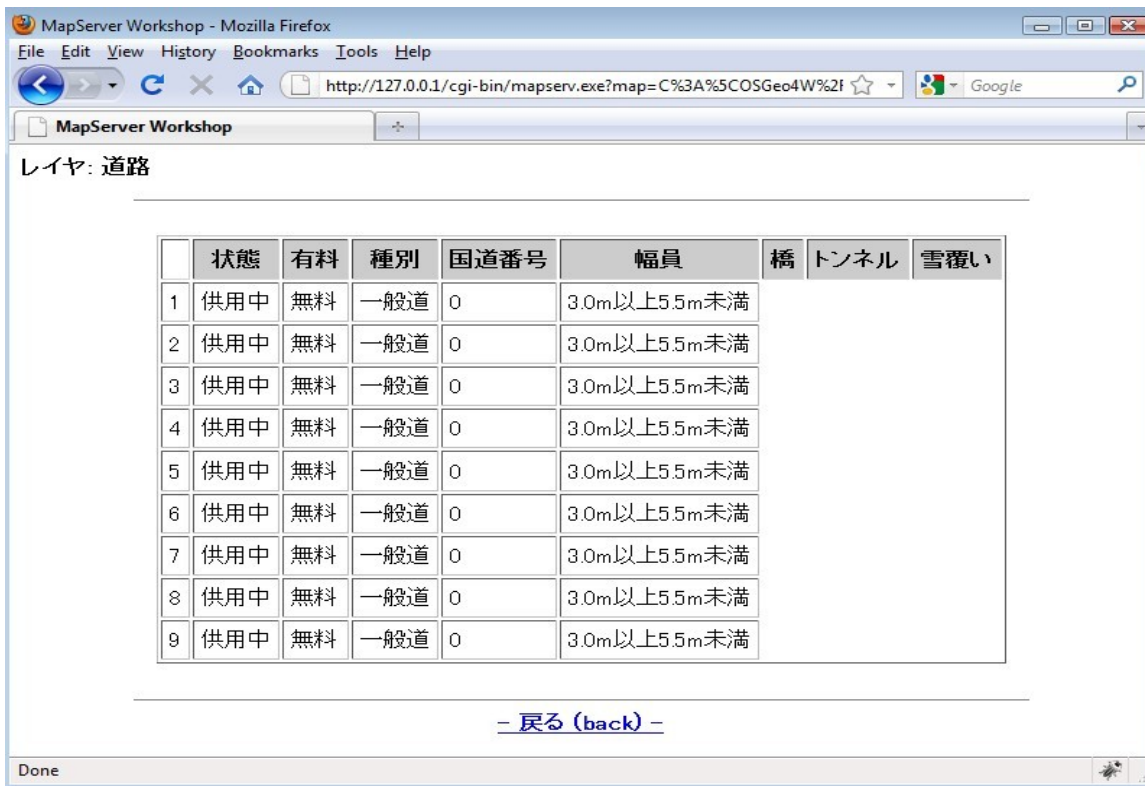 MapServer Workshop - Mozilla Firefox
File Edit View History Bookmarks Tools Help
http://127.0.0.1/cgi-bin/mapserv.exe?map=C%3A%5COSGeo4W%2F Google
MapServer Workshop
レイヤ: 道路
状態 有料 種別 国道番号 幅員 橋 トンネル 雪覆い
1 供用中 無料 一般道 0 3.0m以上5.5m未満
2 供用中 無料 一般道 0 3.0m以上5.5m未満
3 供用中 無料 一般道 0 3.0m以上5.5m未満
4 供用中 無料 一般道 0 3.0m以上5.5m未満
5 供用中 無料 一般道 0 3.0m以上5.5m未満
6 供用中 無料 一般道 0 3.0m以上5.5m未満
7 供用中 無料 一般道 0 3.0m以上5.5m未満
8 供用中 無料 一般道 0 3.0m以上5.5m未満
9 供用中 無料 一般道 0 3.0m以上5.5m未満
- 戻る (back) -
Done